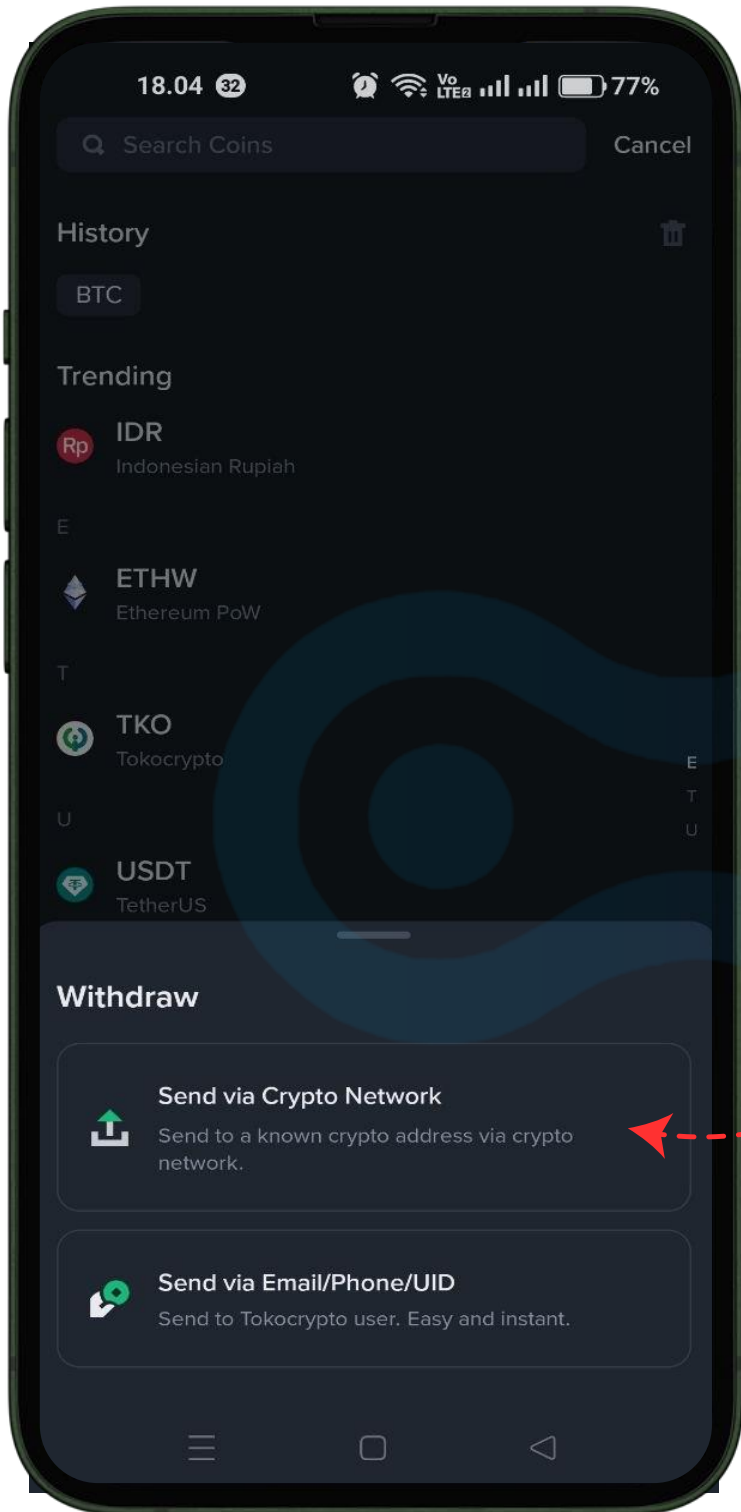 18.04 32 Vo LTE2 77%
Search Coins Cancel
History
BTC
Trending
Rp IDR
Indonesian Rupiah
E
ETHW
Ethereum PoW
T
TKO
Tokocrypto
E
T
U
U
USDT
TetherUS
Withdraw
Send via Crypto Network
Send to a known crypto address via crypto
network.
Send via Email/Phone/UID
Send to Tokocrypto user. Easy and instant.